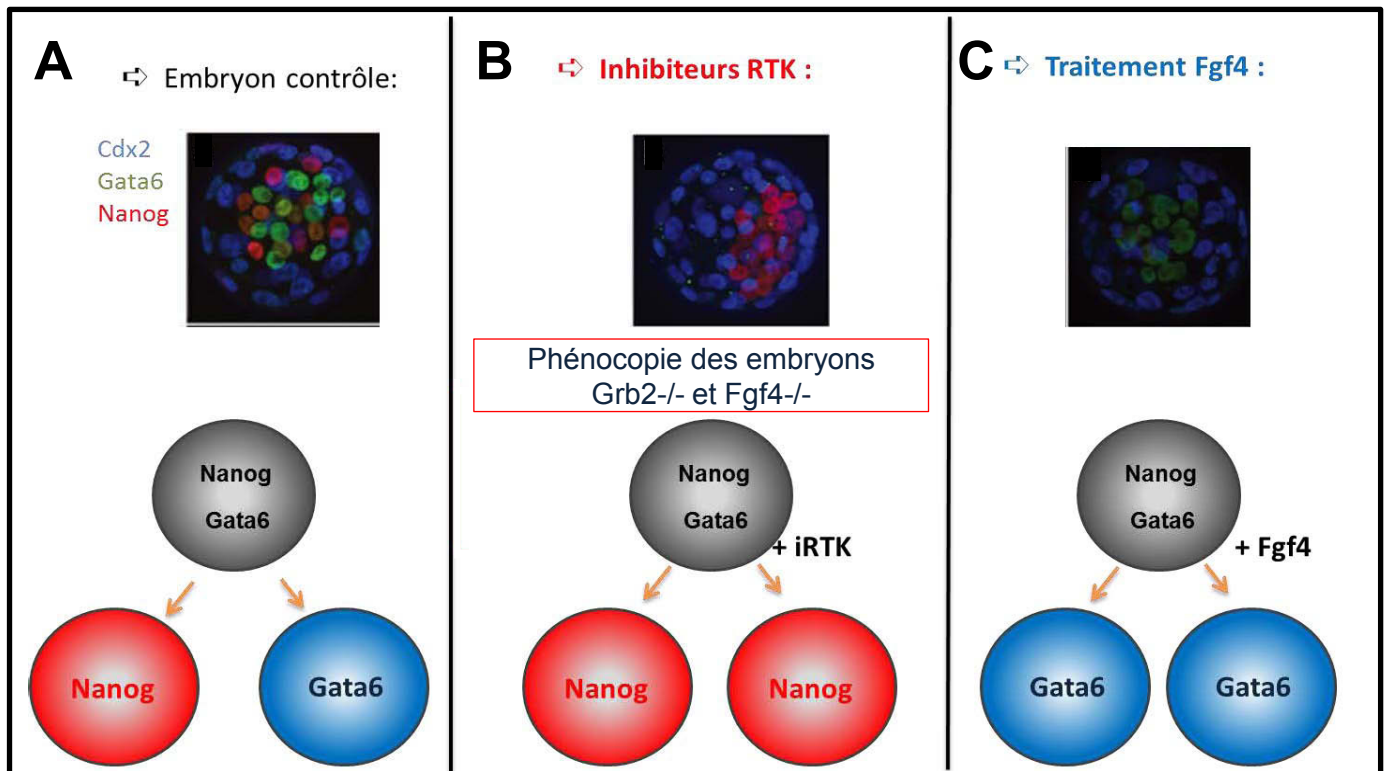 A
➪ Embryon contrôle:
Cdx2
Gata6
Nanog
Nanog
Gata6
Nanog
Gata6
B
➪ Inhibiteurs RTK :
Phénocopie des embryons
Grb2-/- et Fgf4-/-
Nanog
Gata6
+ iRTK
Nanog
Nanog
C
➪ Traitement Fgf4 :
Nanog
Gata6
+ Fgf4
Gata6
Gata6